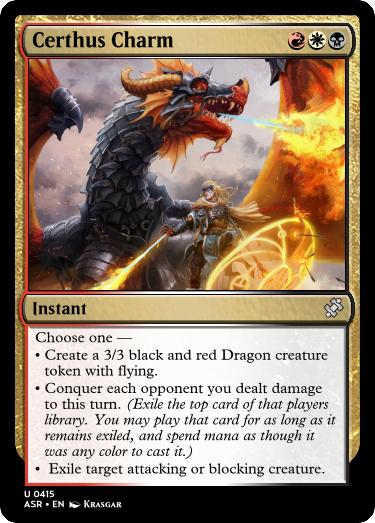 Certhus Charm
Instant
Choose one —
• Create a 3/3 black and red Dragon creature
token with flying.
• Conquer each opponent you dealt damage
to this turn. (Exile the top card of that players
library. You may play that card for as long as it
remains exiled, and spend mana as though it
was any color to cast it.)
• Exile target attacking or blocking creature.
U 0415
ASR • EN Krasgar